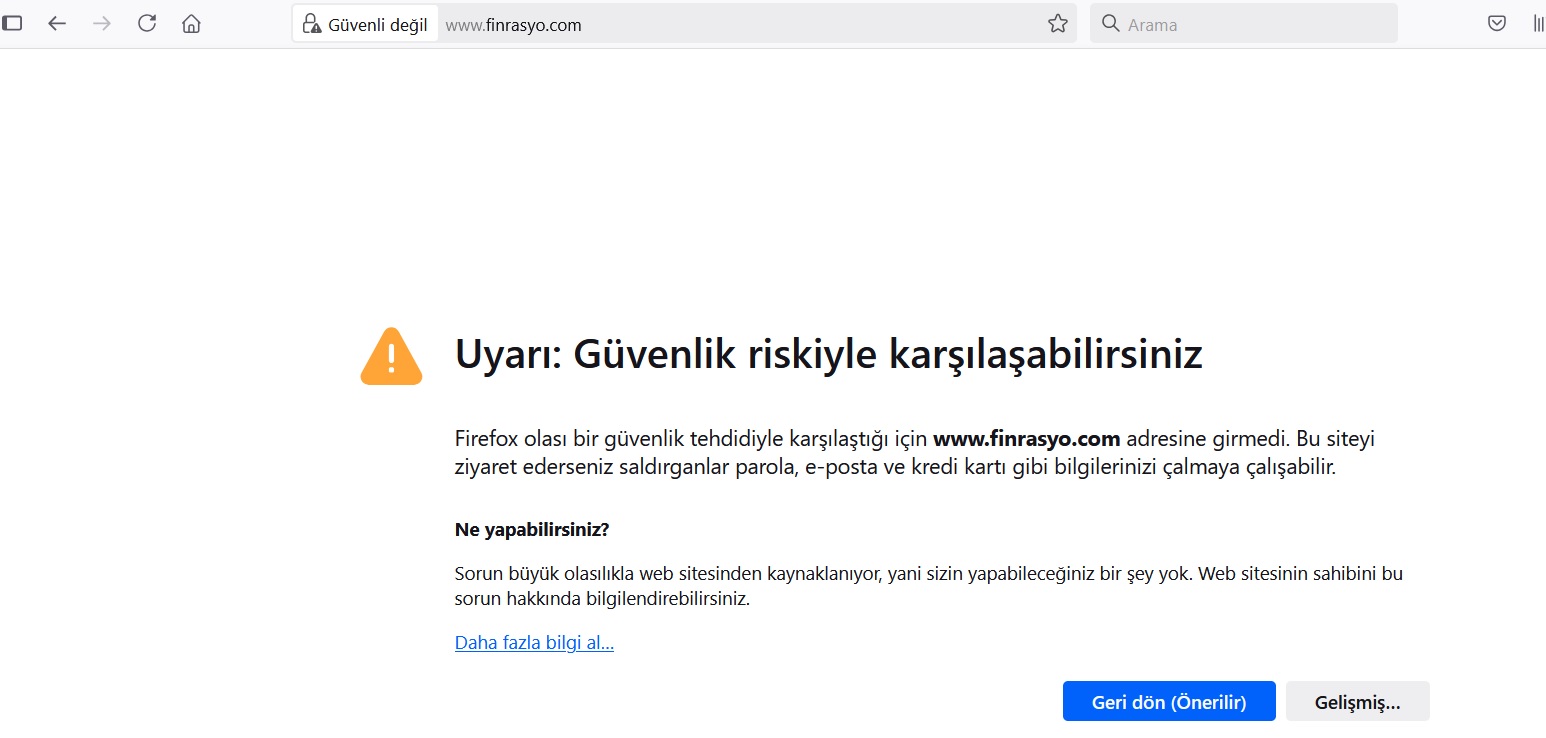 Güvenli değil www.finrasyo.com Arama
Uyarı: Güvenlik riskiyle karşılaşabilirsiniz
Firefox olası bir güvenlik tehdidiyle karşılaştığı için www.finrasyo.com adresine girmedi. Bu siteyi
ziyaret ederseniz saldırganlar parola, e-posta ve kredi kartı gibi bilgilerinizi çalmaya çalışabilir.
Ne yapabilirsiniz?
Sorun büyük olasılıkla web sitesinden kaynaklanıyor, yani sizin yapabileceğiniz bir şey yok. Web sitesinin sahibini bu
sorun hakkında bilgilendirebilirsiniz.
Daha fazla bilgi al...
Geri dön (Önerilir) Gelişmiş...